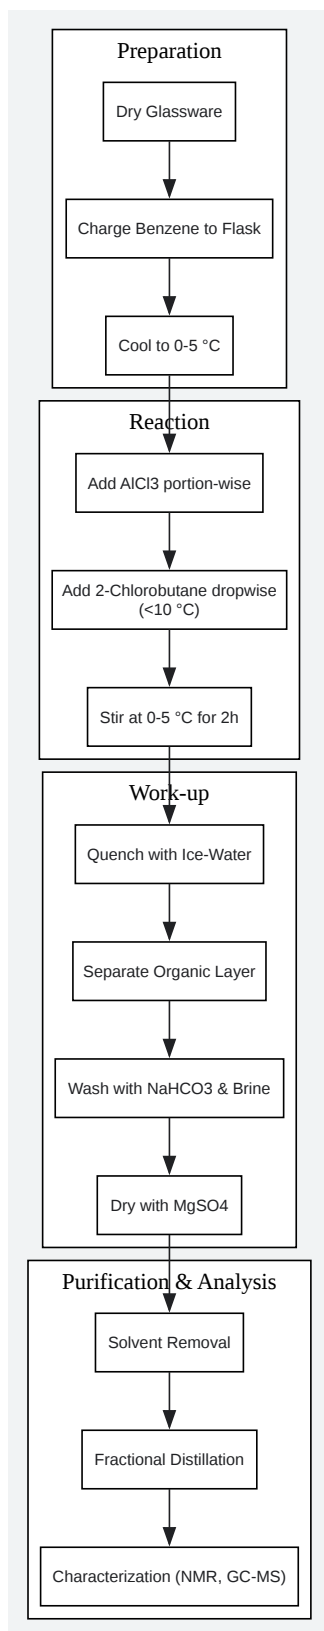 Preparation
Dry Glassware
Charge Benzene to Flask
Cool to 0-5 °C
Reaction
Add AlCl3 portion-wise
Add 2-Chlorobutane dropwise
(<10 °C)
Stir at 0-5 °C for 2h
Work-up
Quench with Ice-Water
Separate Organic Layer
Wash with NaHCO3 & Brine
Dry with MgSO4
Purification & Analysis
Solvent Removal
Fractional Distillation
Characterization (NMR, GC-MS)